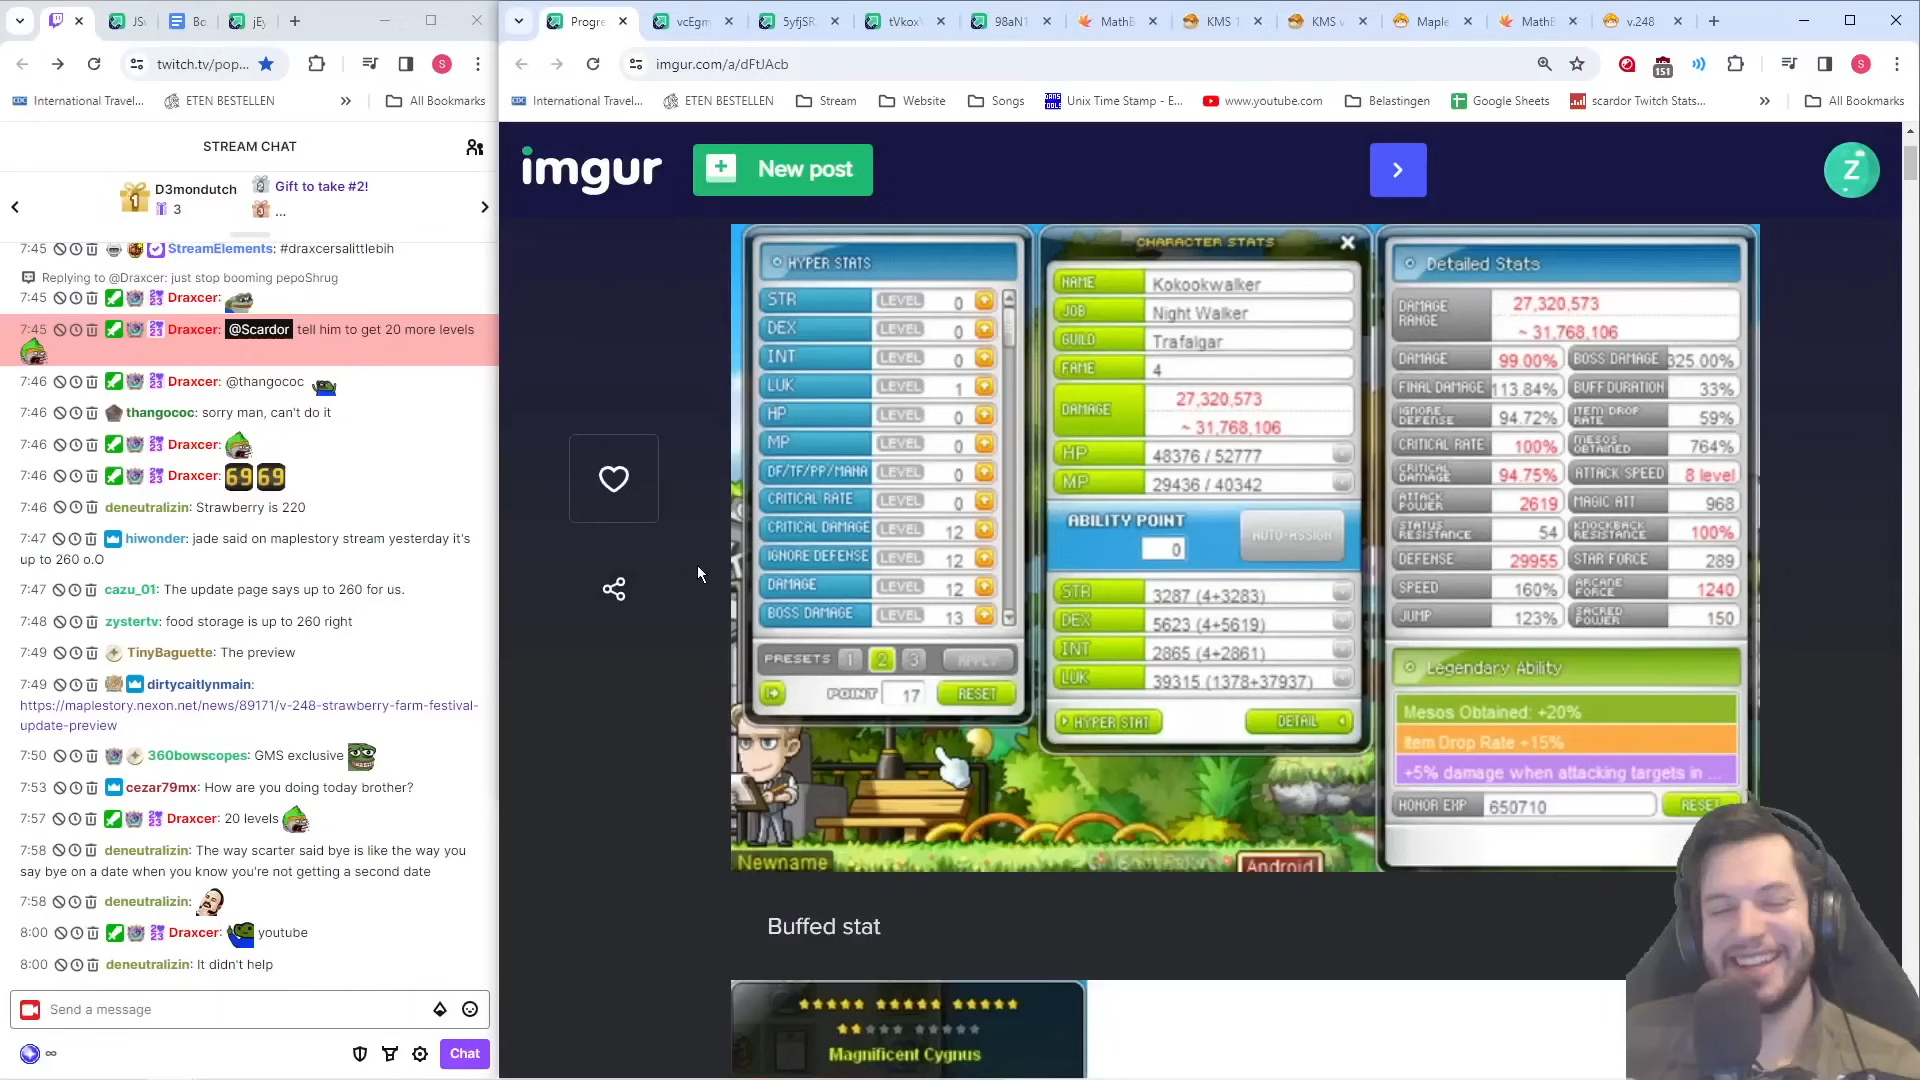 JS
Bo
jEy
twitch.tv/pop...
International Travel...
ETEN BESTELLEN
All Bookmarks
STREAM CHAT
D3mondutch
3
Gift to take #2!
...
7:45 StreamElements: #draxcersalittlebih
Replying to @Draxcer: just stop booming pepoShrug
7:45 Draxcer:
7:45 Draxcer: @Scardor tell him to get 20 more levels
7:46 Draxcer: @thangococ
7:46 thangococ: sorry man, can't do it
7:46 Draxcer:
7:46 Draxcer: 69 69
deneutralizin: Strawberry is 220
7:47 hiwonder: jade said on maplestory stream yesterday it's
up to 260 o.O
7:47 cazu_01: The update page says up to 260 for us.
7:48 zystertv: food storage is up to 260 right
7:49 TinyBaguette: The preview
7:49 dirtycaitlynmain:
https://maplestory.nexon.net/news/89171/v-248-strawberry-farm-festival-
update-preview
7:50 360bowscopes: GMS exclusive
7:53 cezar79mx: How are you doing today brother?
7:57 Draxcer: 20 levels
7:58 deneutralizin: The way scarter said bye is like the way you
say bye on a date when you know you're not getting a second date
7:58 deneutralizin:
8:00 Draxcer: youtube
8:00 deneutralizin: It didn't help
Send a message
Chat
Progre
vcEgm
5yfjSR
tVkox
98aN1
MathB
KMS 1
KMS v
Maple
MathB
v.248
imgur.com/a/dFtJAcb
151
International Travel...
ETEN BESTELLEN
Stream
Website
Songs
Unix Time Stamp - E...
www.youtube.com
Belastingen
Google Sheets
scardor Twitch Stats...
All Bookmarks
imgur
New post
Z
HYPER STATS
STR LEVEL 0
DEX LEVEL 0
INT LEVEL 0
LUK LEVEL 1
HP LEVEL 0
MP LEVEL 0
DF/TF/PP/MANA LEVEL 0
CRITICAL RATE LEVEL 0
CRITICAL DAMAGE LEVEL 12
IGNORE DEFENSE LEVEL 12
DAMAGE LEVEL 12
BOSS DAMAGE LEVEL 13
PRESETS 1 2 3 APPLY
POINT 17 RESET
CHARACTER STATS
NAME Kokookwalker
JOB Night Walker
GUILD Trafalgar
FAME 4
DAMAGE 27,320,573
~ 31,768,106
HP 48376 / 52777
MP 29436 / 40342
ABILITY POINT
0
AUTO-ASSIGN
STR 3287 (4+3283)
DEX 5623 (4+5619)
INT 2865 (4+2861)
LUK 39315 (1378+37937)
HYPER STAT DETAIL
Detailed Stats
DAMAGE RANGE 27,320,573
~ 31,768,106
DAMAGE 99.00% BOSS DAMAGE 325.00%
FINAL DAMAGE 113.84% BUFF DURATION 33%
IGNORE DEFENSE 94.72% ITEM DROP RATE 59%
CRITICAL RATE 100% MESOS OBTAINED 764%
CRITICAL DAMAGE 94.75% ATTACK SPEED 8 level
ATTACK POWER 2619 MAGIC ATT 968
STATUS RESISTANCE 54 KNOCKBACK RESISTANCE 100%
DEFENSE 29955 STAR FORCE 289
SPEED 160% ARCANE FORCE 1240
JUMP 123% SACRED POWER 150
Legendary Ability
Mesos Obtained: +20%
Item Drop Rate +15%
+5% damage when attacking targets in ...
HONOR EXP 650710 RESET
Newname
Android
Buffed stat
Magnificent Cygnus